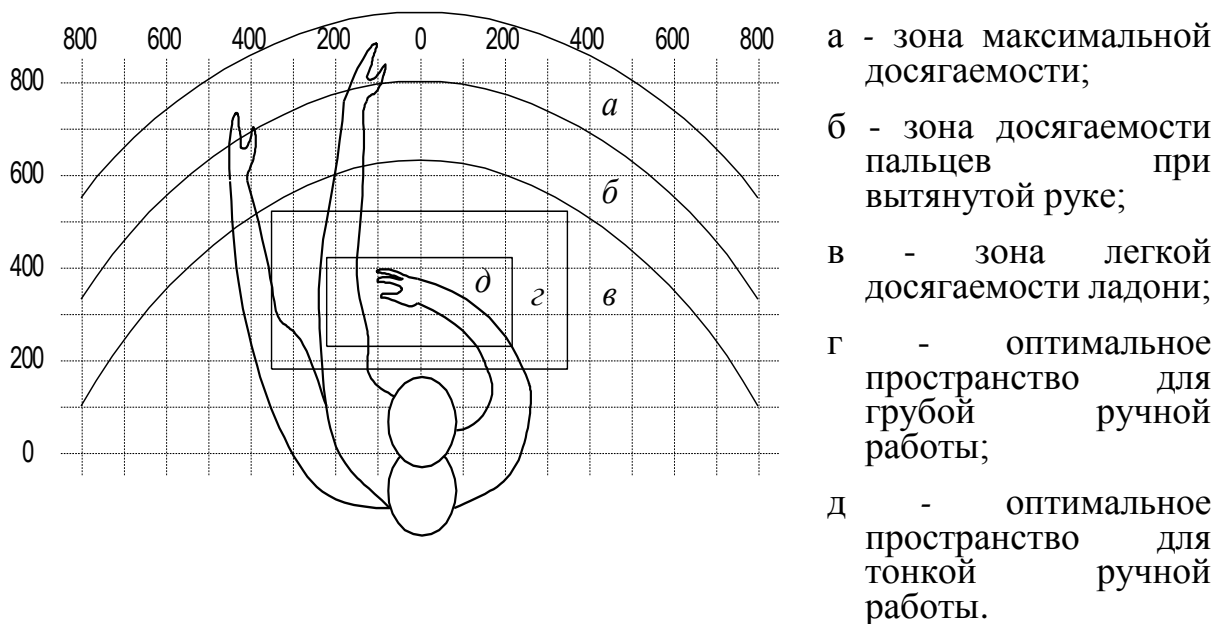 800 600 400 200 0 200 400 600 800
800
600
400
200
0
а
б
в
г
д
а - зона максимальной
досягаемости;
б - зона досягаемости
пальцев при
вытянутой руке;
в - зона легкой
досягаемости ладони;
г - оптимальное
пространство для
грубой ручной
работы;
д - оптимальное
пространство для
тонкой ручной
работы.